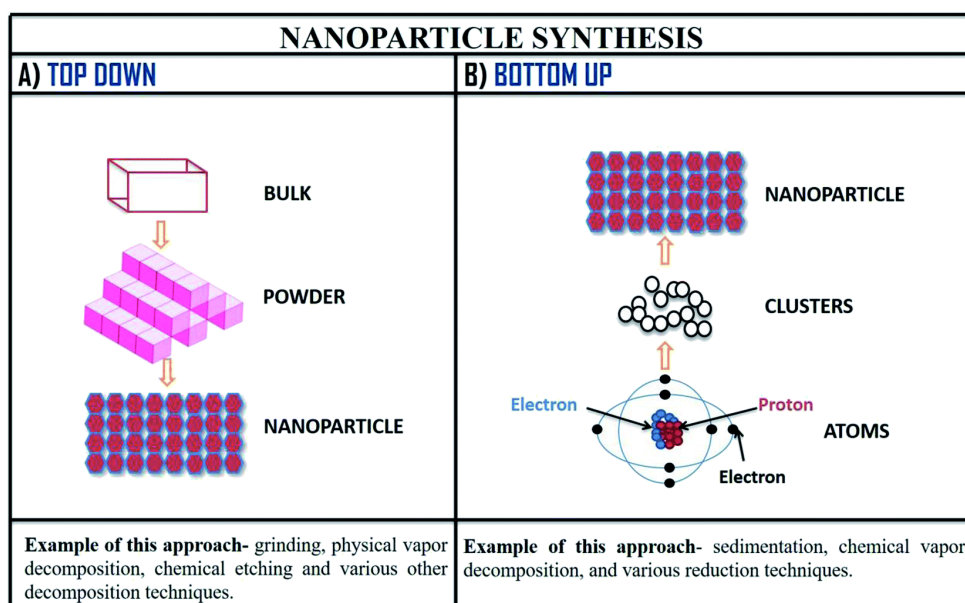 NANOPARTICLE SYNTHESIS
A) TOP DOWN
BULK
POWDER
NANOPARTICLE
Example of this approach- grinding, physical vapor
decomposition, chemical etching and various other
decomposition techniques.
B) BOTTOM UP
NANOPARTICLE
CLUSTERS
Electron
Proton
ATOMS
Electron
Example of this approach- sedimentation, chemical vapor
decomposition, and various reduction techniques.